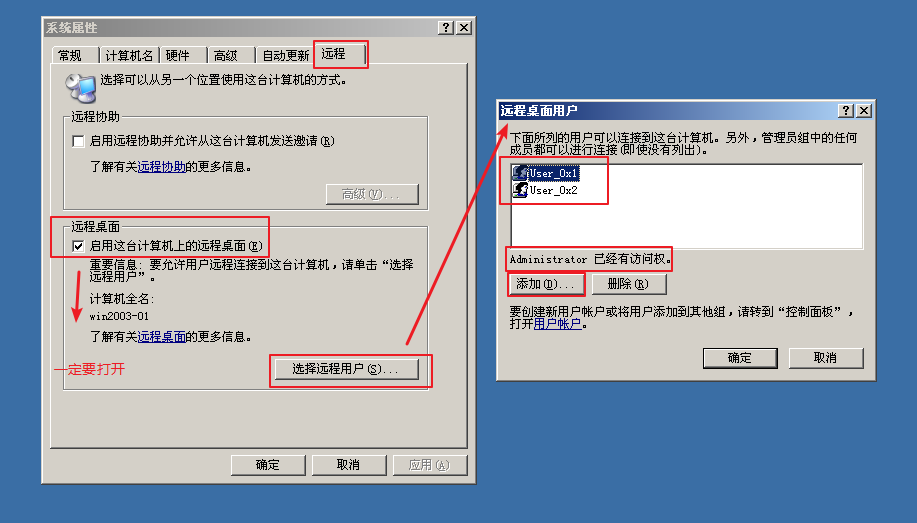 系统属性
常规
计算机名
硬件
高级
自动更新
远程
选择可以从另一个位置使用这台计算机的方式。
远程协助
启用远程协助并允许从这台计算机发送邀请(R)
了解有关远程协助的更多信息。
高级(V)...
远程桌面
启用这台计算机上的远程桌面(E)
重要信息: 要允许用户远程连接到这台计算机,请单击“选择
远程用户”。
计算机全名:
win2003-01
了解有关远程桌面的更多信息。
一定要打开
选择远程用户(S)...
确定
取消
应用(A)
远程桌面用户
下面所列的用户可以连接到这台计算机。另外,管理员组中的任何
成员都可以进行连接(即使没有列出)。
User_0x1
User_0x2
Administrator 已经有访问权。
添加(D)...
删除(R)
要创建新用户帐户或将用户添加到其他组,请转到“控制面板”,
打开用户帐户。
确定
取消